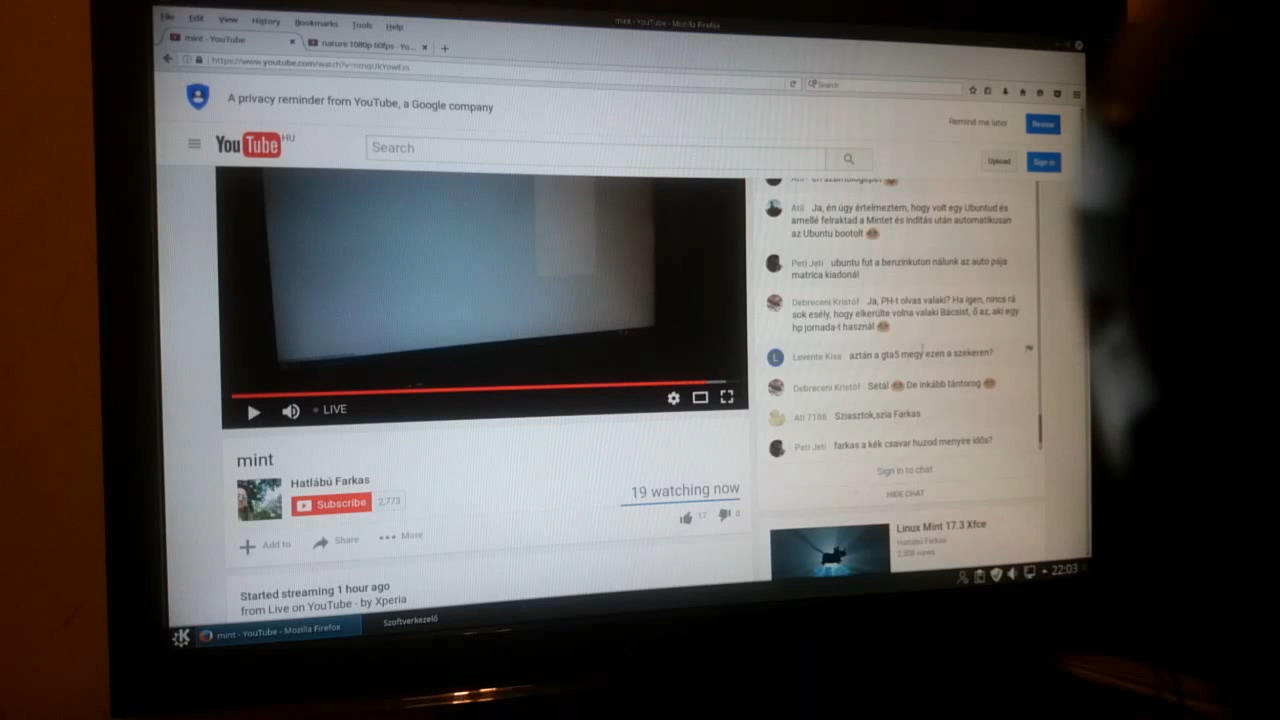 File Edit View History Bookmarks Tools Help
mint - YouTube - Mozilla Firefox
mint - YouTube
nature 1080p 60fps - Yo...
Search
A privacy reminder from YouTube, a Google company
Remind me later
Review
YouTube HU
Search
Upload
Sign in
Ati
Ja, én úgy értelmeztem, hogy volt egy Ubuntud és
amellé felraktad a Mintet és indítás után automatikusan
az Ubuntu bootolt
Peti Jeti ubuntu fut a benzinkuton nálunk az auto pája
matrica kiadonál
Debreceni Kristóf Ja, PH-t olvas valaki? Ha igen, nincs rá
sok esély, hogy elkerülte volna valaki Bácsist, ő az, aki egy
hp jornada-t használ
L
Levente Kiss aztán a gta5 megy ezen a szekeren?
Debreceni Kristóf Sétál De inkább tántorog
Ati 7186 Sziasztok,szia Farkas
Peti Jeti farkas a kék csavar huzod menyire idős?
Sign in to chat
HIDE CHAT
LIVE
mint
Hatlábú Farkas
Subscribe 2,773
19 watching now
17 0
Add to Share More
Started streaming 1 hour ago
from Live on YouTube - by Xperia
Linux Mint 17.3 Xfce
Hatlábú Farkas
views
22:03
mint - YouTube - Mozilla Firefox
Szoftverkezelő